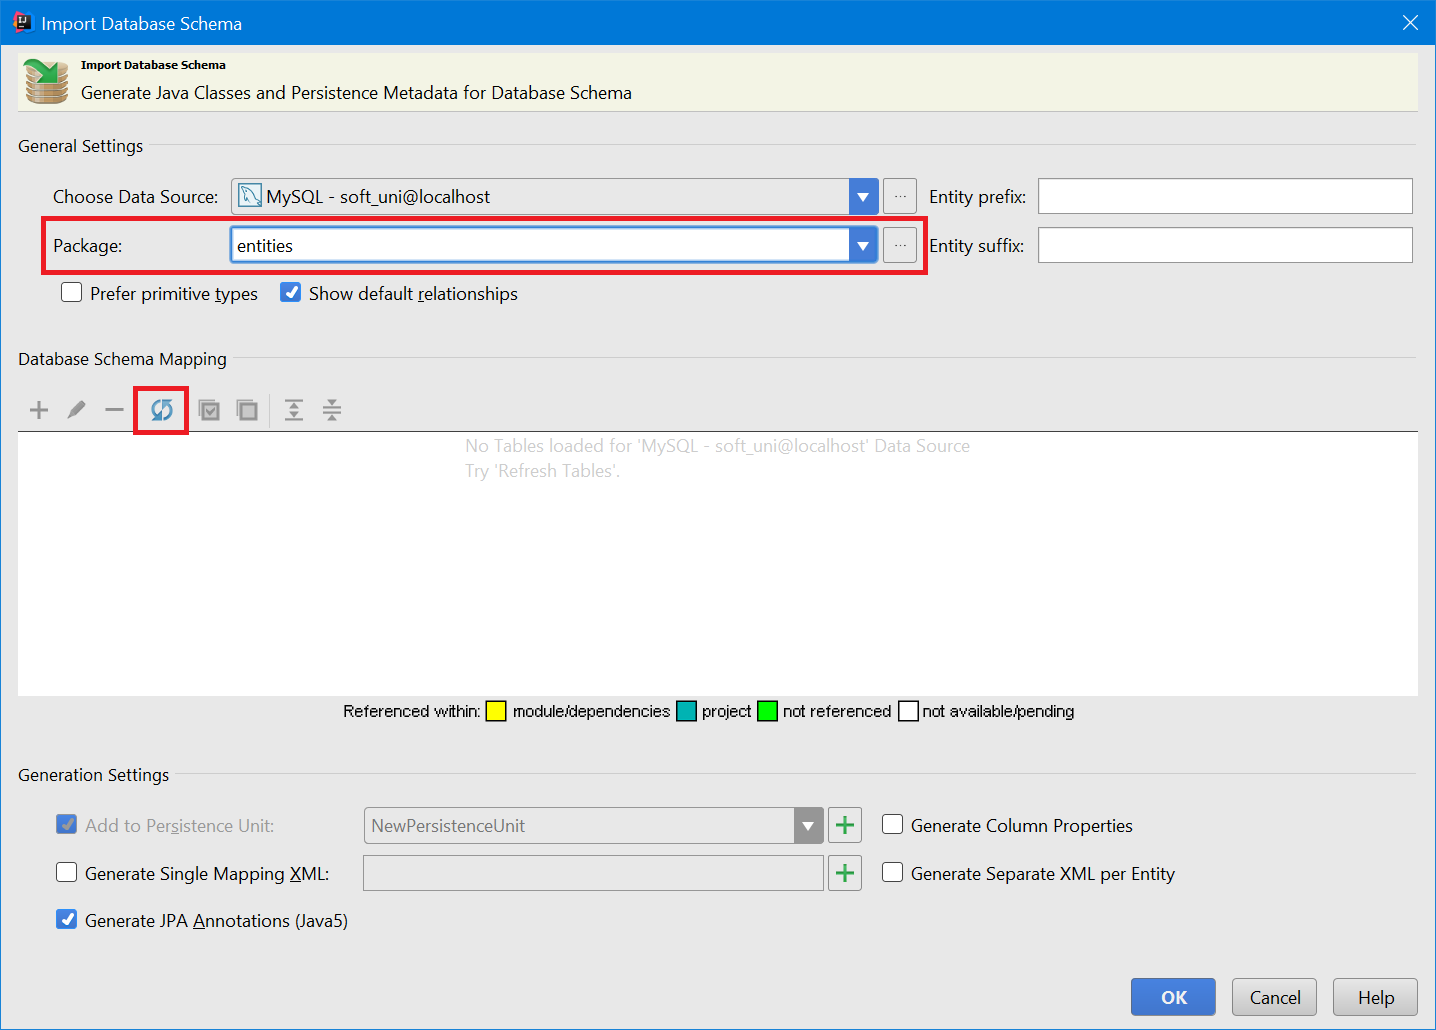 Import Database Schema
Import Database Schema
Generate Java Classes and Persistence Metadata for Database Schema
General Settings
Choose Data Source: MySQL - soft_uni@localhost ... Entity prefix:
Package: entities ... Entity suffix:
Prefer primitive types Show default relationships
Database Schema Mapping
No Tables loaded for 'MySQL - soft_uni@localhost' Data Source
Try 'Refresh Tables'.
Referenced within: module/dependencies project not referenced not available/pending
Generation Settings
Add to Persistence Unit: NewPersistenceUnit Generate Column Properties
Generate Single Mapping XML: Generate Separate XML per Entity
Generate JPA Annotations (Java5)
OK Cancel Help